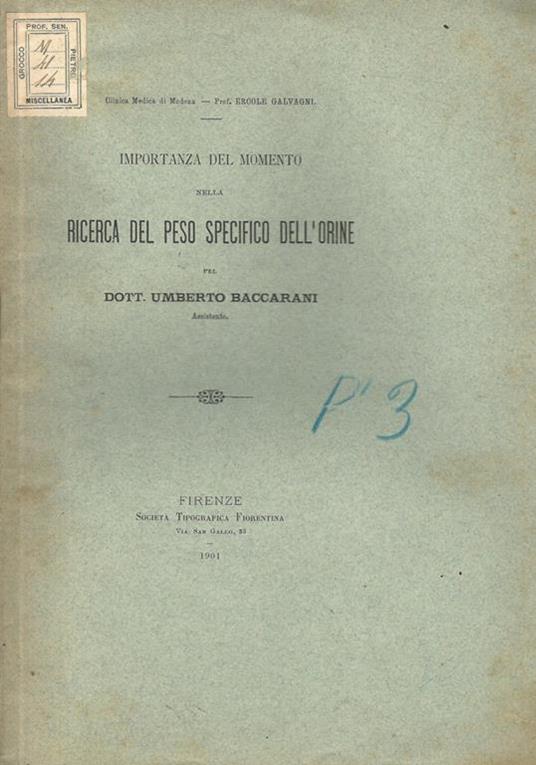 PROF. SEN.
GROCCO
PIETRO
MISCELLANEA
Clinica Medica di Modena — Prof. ERCOLE GALVAGNI.
IMPORTANZA DEL MOMENTO
NELLA
RICERCA DEL PESO SPECIFICO DELL'ORINE
PEL
DOTT. UMBERTO BACCARANI
Assistente.
P' 3
FIRENZE
SOCIETÀ TIPOGRAFICA FIORENTINA
VIA SAN GALLO, 33
1901